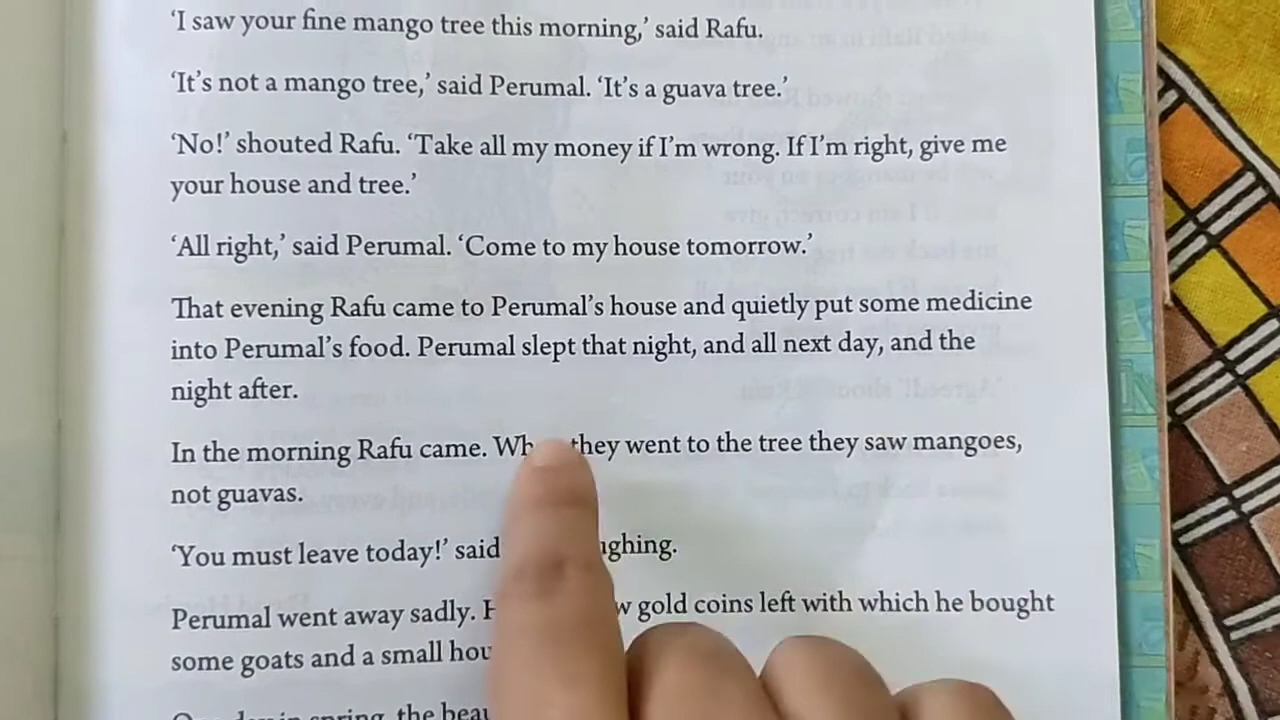 ‘I saw your fine mango tree this morning,’ said Rafu.
‘It’s not a mango tree,’ said Perumal. ‘It’s a guava tree.’
‘No!’ shouted Rafu. ‘Take all my money if I’m wrong. If I’m right, give me
your house and tree.’
‘All right,’ said Perumal. ‘Come to my house tomorrow.’
That evening Rafu came to Perumal’s house and quietly put some medicine
into Perumal’s food. Perumal slept that night, and all next day, and the
night after.
In the morning Rafu came. they went to the tree they saw mangoes,
not guavas.
‘You must leave today!’ said
Perumal went away sadly. gold coins left with which he bought
some goats and a small
in spring, the